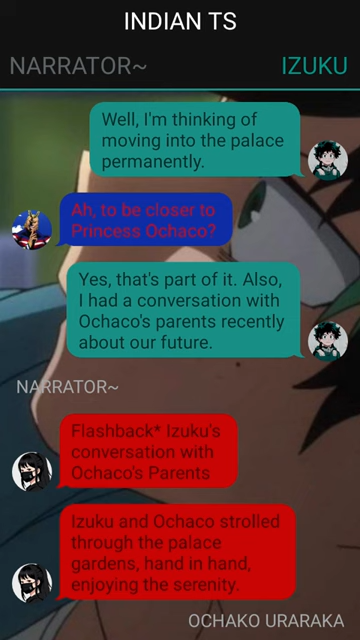 INDIAN TS
NARRATOR~ IZUKU
Well, I'm thinking of
moving into the palace
permanently.
Ah, to be closer to
Princess Ochaco?
Yes, that's part of it. Also,
I had a conversation with
Ochaco's parents recently
about our future.
NARRATOR~
Flashback* Izuku's
conversation with
Ochaco's Parents
Izuku and Ochaco strolled
through the palace
gardens, hand in hand,
enjoying the serenity.
OCHAKO URARAKA